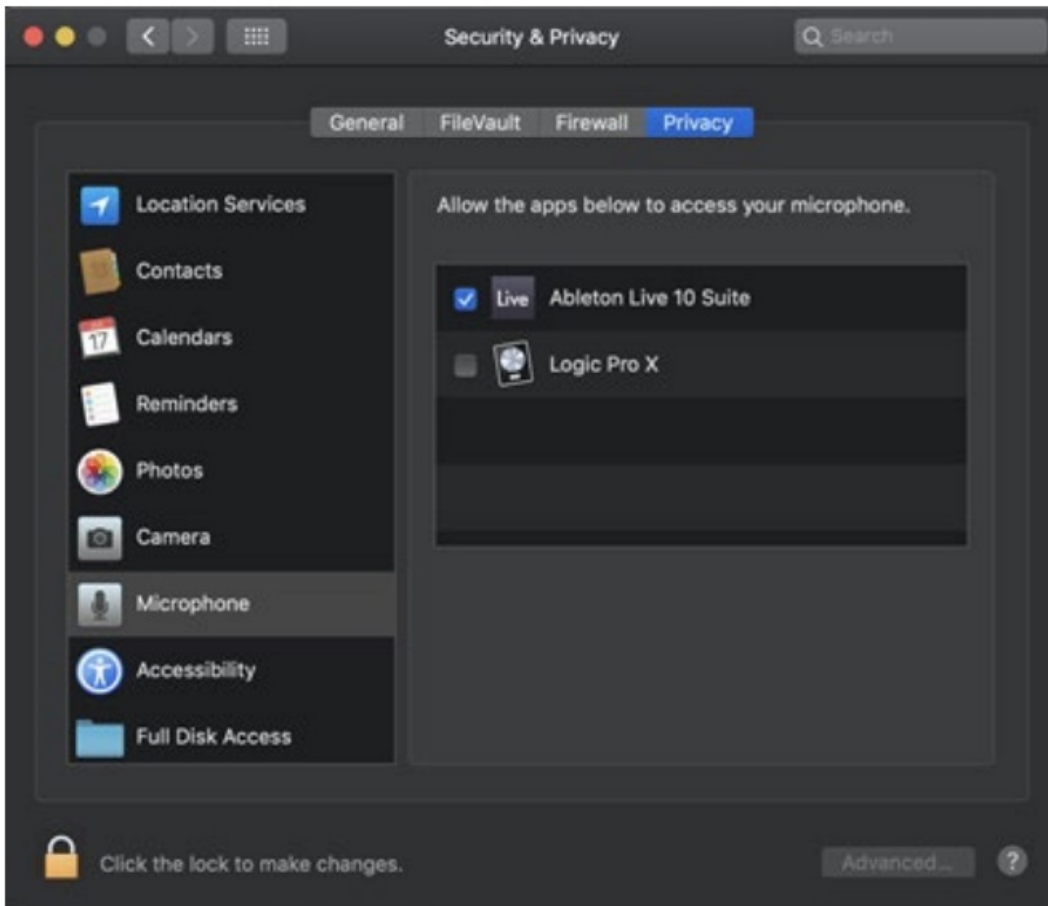 Security & Privacy
Search
General FileVault Firewall Privacy
Location Services
Contacts
17
Calendars
Reminders
Photos
Camera
Microphone
Accessibility
Full Disk Access
Allow the apps below to access your microphone.
Live Ableton Live 10 Suite
Logic Pro X
Click the lock to make changes.
Advanced...
?